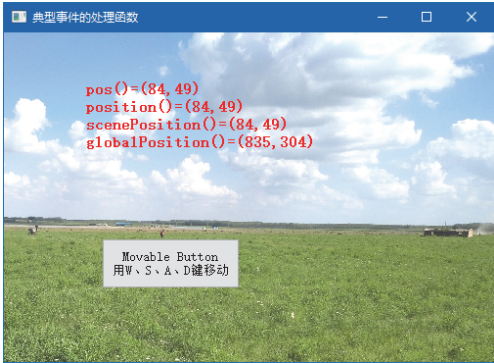 典型事件的处理函数
pos()=(84,49)
position()=(84,49)
scenePosition()=(84,49)
globalPosition()=(835,304)
Movable Button
用W、S、A、D键移动